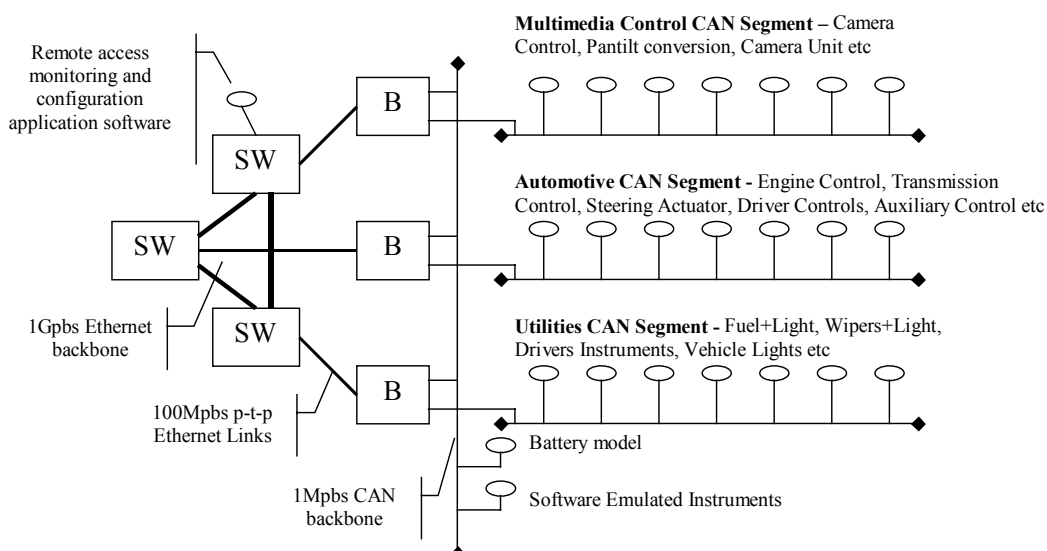 Multimedia Control CAN Segment – Camera
Control, Pantilt conversion, Camera Unit etc
Remote access
monitoring and
configuration
application software
B
SW
Automotive CAN Segment - Engine Control, Transmission
Control, Steering Actuator, Driver Controls, Auxiliary Control etc
SW
B
1Gpbs Ethernet
backbone
SW
Utilities CAN Segment - Fuel+Light, Wipers+Light,
Drivers Instruments, Vehicle Lights etc
B
100Mpbs p-t-p
Ethernet Links
Battery model
1Mpbs CAN
backbone
Software Emulated Instruments